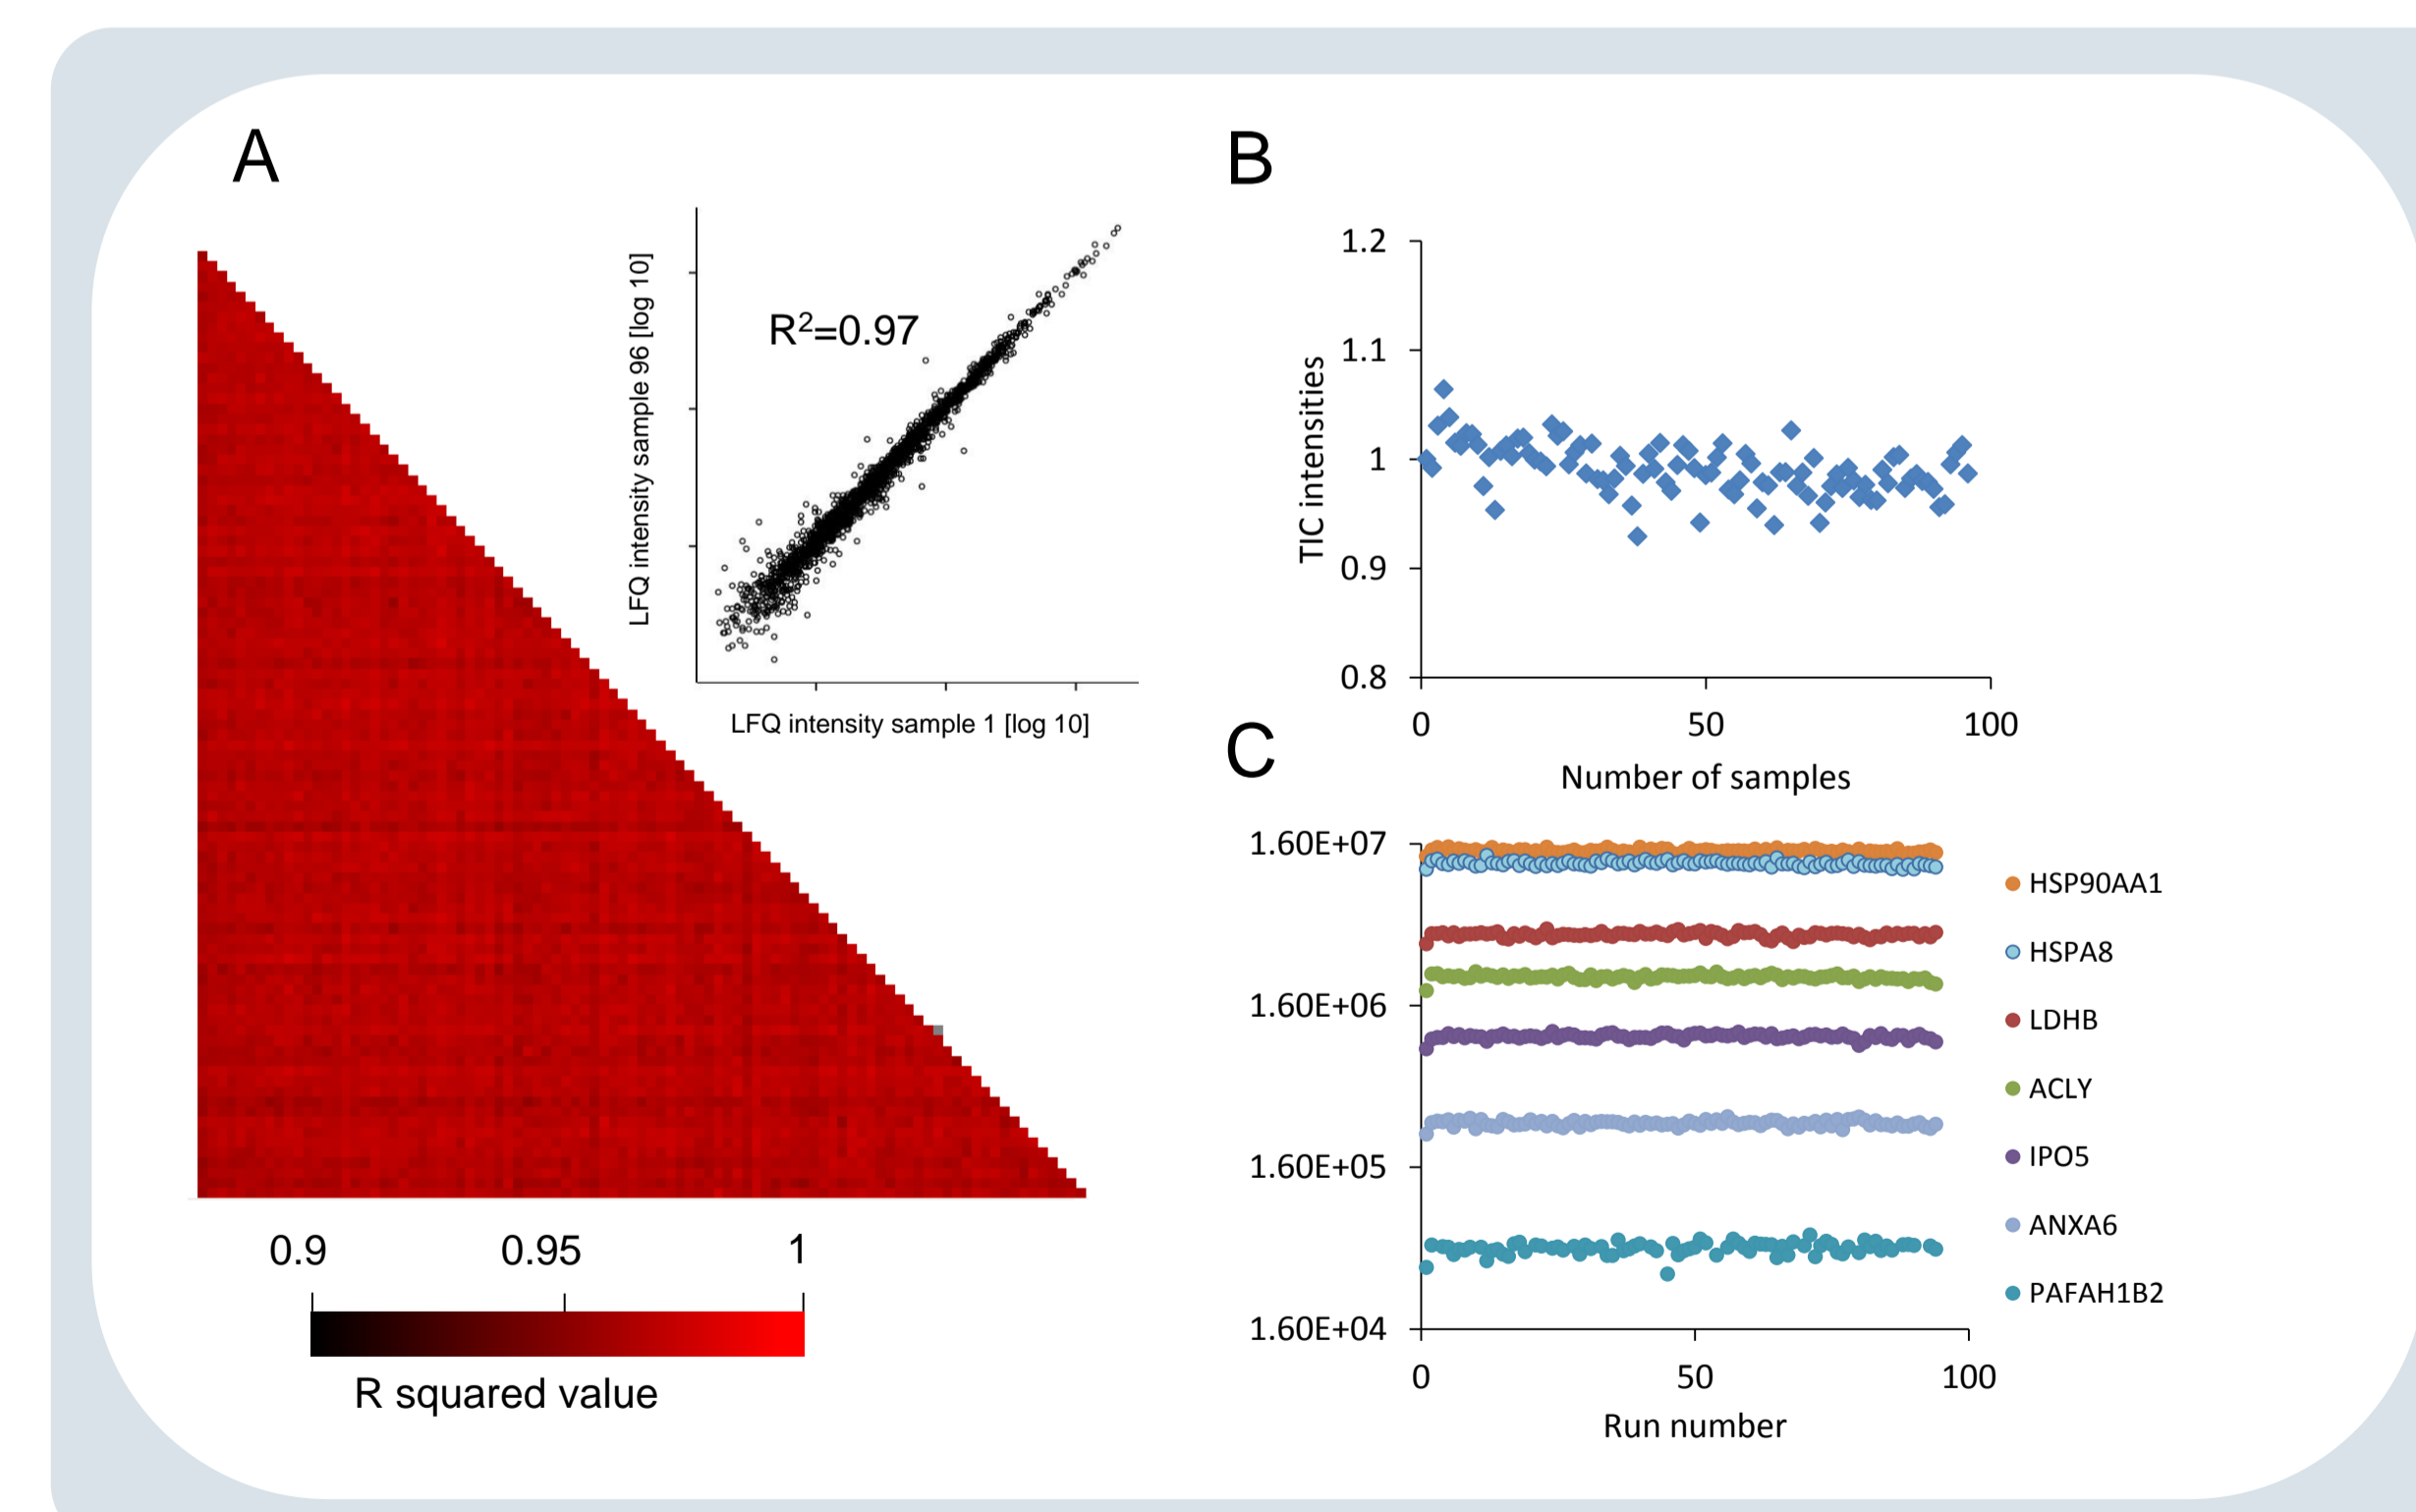 A
LFQ intensity sample 96 [log 10]
R²=0.97
LFQ intensity sample 1 [log 10]
0.9 0.95 1
R squared value
B
TIC intensities
1.2
1.1
1
0.9
0.8
0 50 100
Number of samples
C
1.60E+07
1.60E+06
1.60E+05
1.60E+04
0 50 100
Run number
HSP90AA1
HSPA8
LDHB
ACLY
IPO5
ANXA6
PAFAH1B2